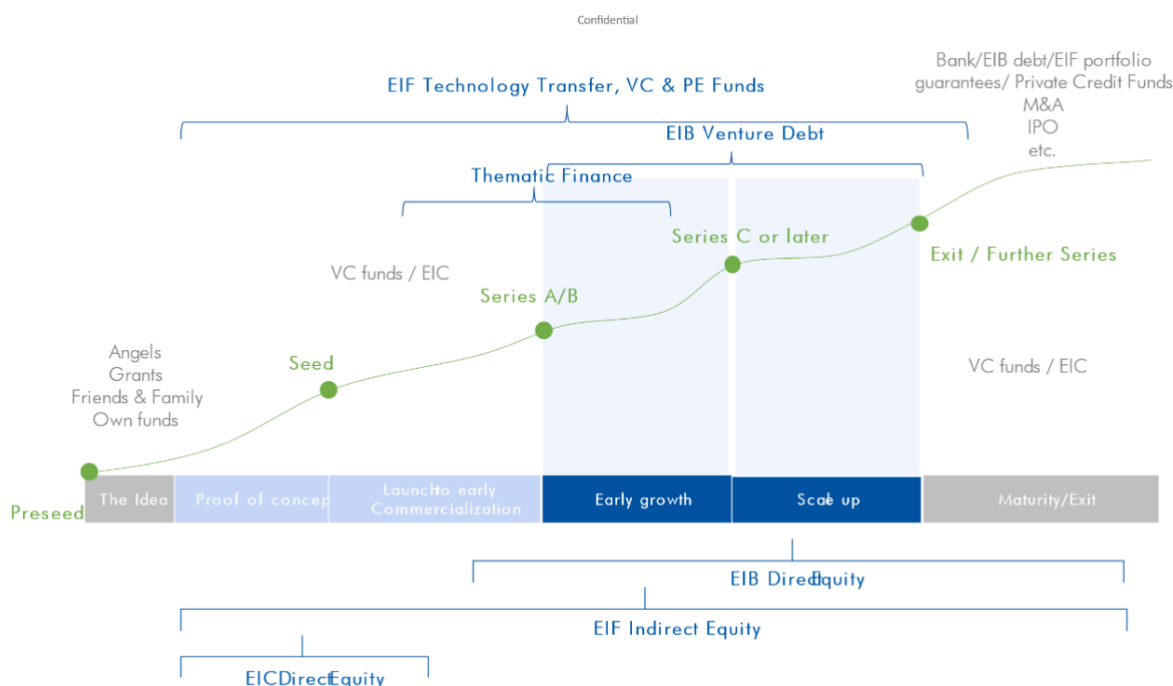 Confidential
Bank/EIB debt/EIF portfolio
guarantees/ Private Credit Funds
M&A
IPO
etc.
EIF Technology Transfer, VC & PE Funds
EIB Venture Debt
Thematic Finance
Series C or later
Exit / Further Series
VC funds / EIC
Series A/B
Angels
Grants
Friends & Family
Own funds
Seed
VC funds / EIC
Preseed
The Idea
Proof of concep
Launchto early
Commercialization
Early growth
Scale up
Maturity/Exit
EIB DirectEquity
EIF Indirect Equity
EICDirectEquity